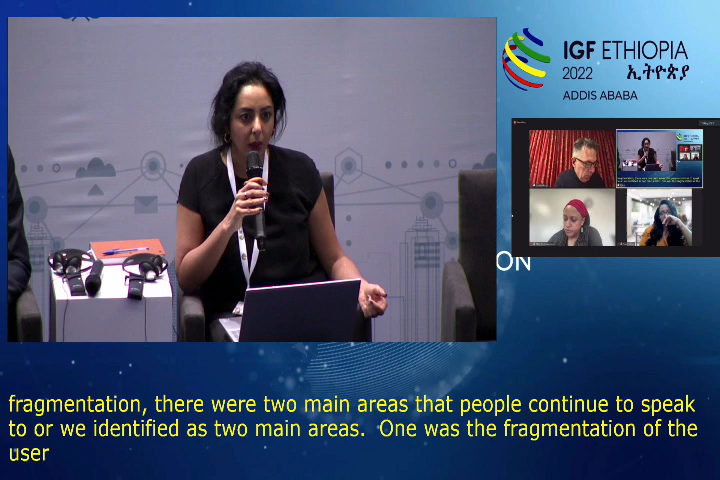 IGF ETHIOPIA
2022 ኢትዮጵያ
ADDIS ABABA
ON
fragmentation, there were two main areas that people continue to speak
to or we identified as two main areas. One was the fragmentation of the
user